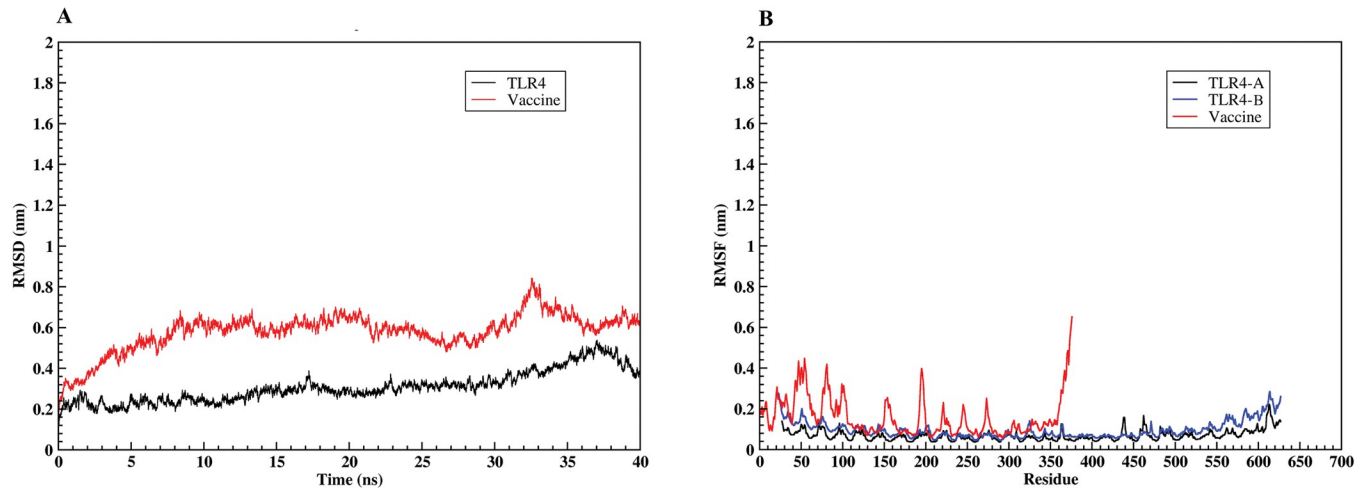 A
2
1.8
1.6
1.4
1.2
1
0.8
0.6
0.4
0.2
0
RMSD (nm)
TLR4
Vaccine
0 5 10 15 20 25 30 35 40
Time (ns)
B
2
1.8
1.6
1.4
1.2
1
0.8
0.6
0.4
0.2
0
RMSF (nm)
TLR4-A
TLR4-B
Vaccine
0 50 100 150 200 250 300 350 400 450 500 550 600 650 700
Residue